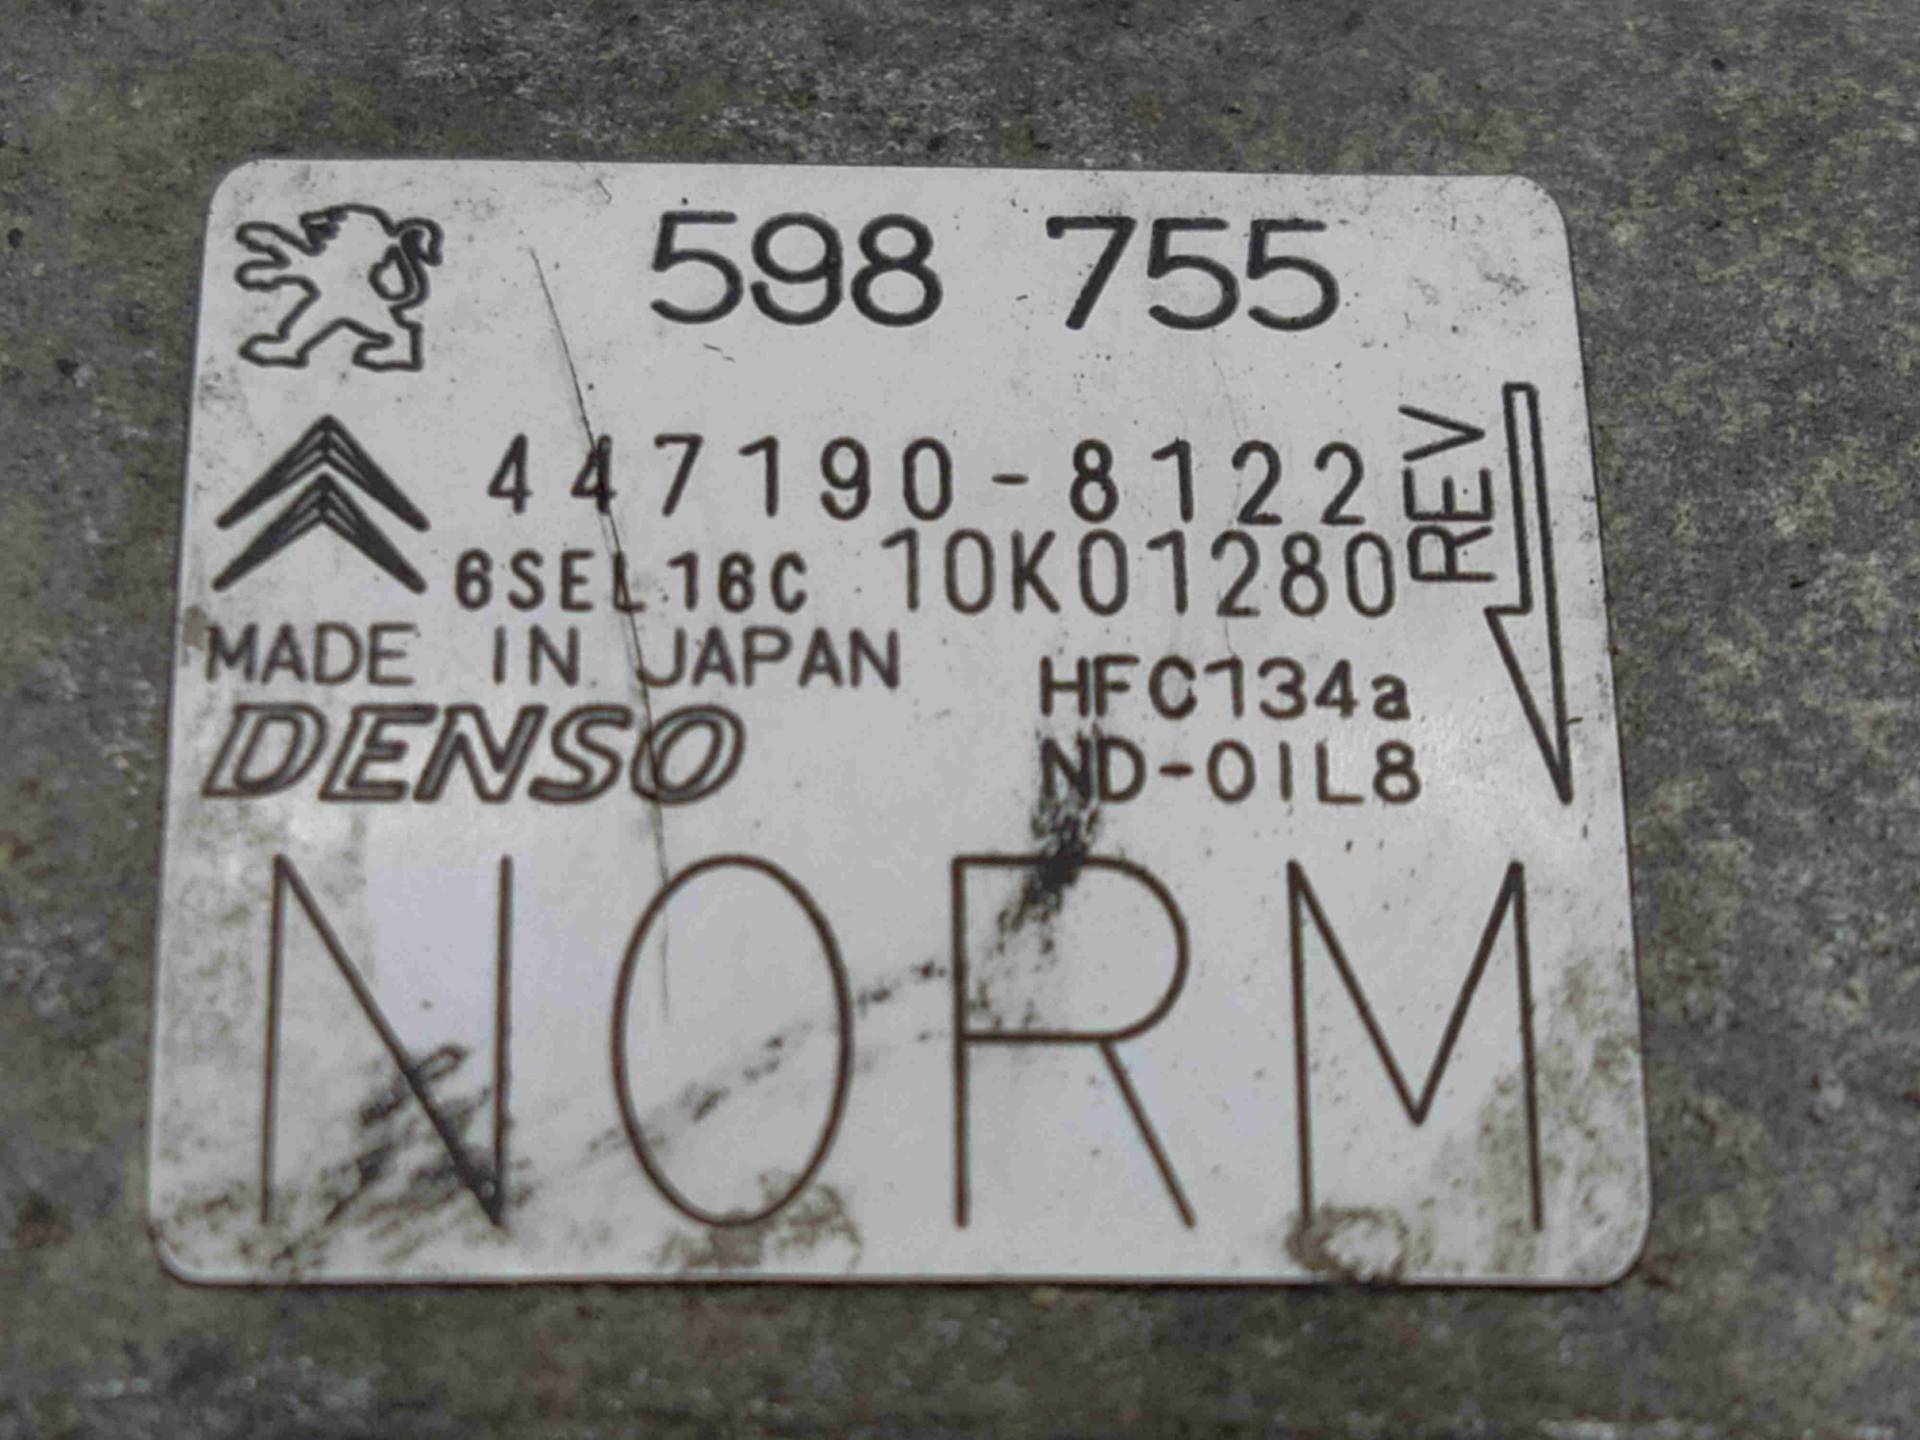 598 755
447190-8122
6SEL16C 10K01280
REV
MADE IN JAPAN
HFC134a
DENSO
ND-OIL8
NORM